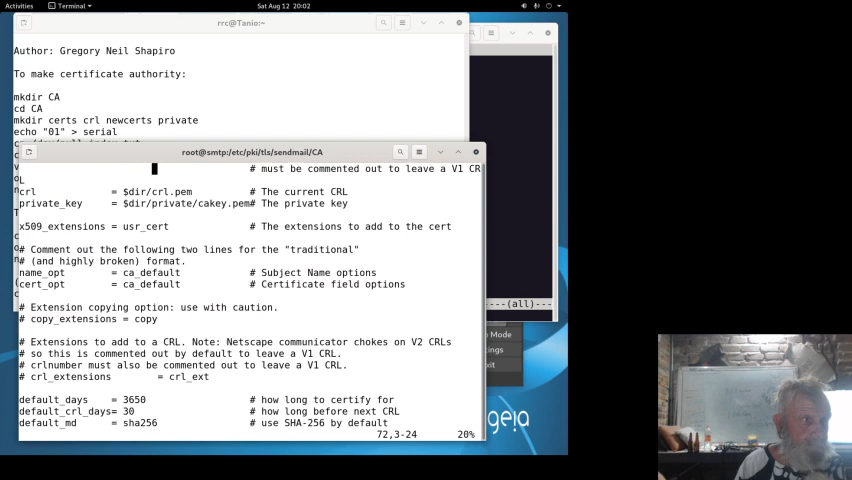 Activities Terminal Sat Aug 12 20:02
rrc@Tanio:~
Author: Gregory Neil Shapiro
To make certificate authority:
mkdir CA
cd CA
mkdir certs crl newcerts private
echo "01" > serial
root@smtp:/etc/pki/tls/sendmail/CA
# must be commented out to leave a V1 CR
L
crl = $dir/crl.pem # The current CRL
private_key = $dir/private/cakey.pem# The private key
x509_extensions = usr_cert # The extensions to add to the cert
# Comment out the following two lines for the "traditional"
# (and highly broken) format.
name_opt = ca_default # Subject Name options
cert_opt = ca_default # Certificate field options
# Extension copying option: use with caution.
# copy_extensions = copy
# Extensions to add to a CRL. Note: Netscape communicator chokes on V2 CRLs
# so this is commented out by default to leave a V1 CRL.
# crlnumber must also be commented out to leave a V1 CRL.
# crl_extensions = crl_ext
default_days = 3650 # how long to certify for
default_crl_days= 30 # how long before next CRL
default_md = sha256 # use SHA-256 by default
72,3-24 20%
----(all)---
o Mode
tings
xit
geia